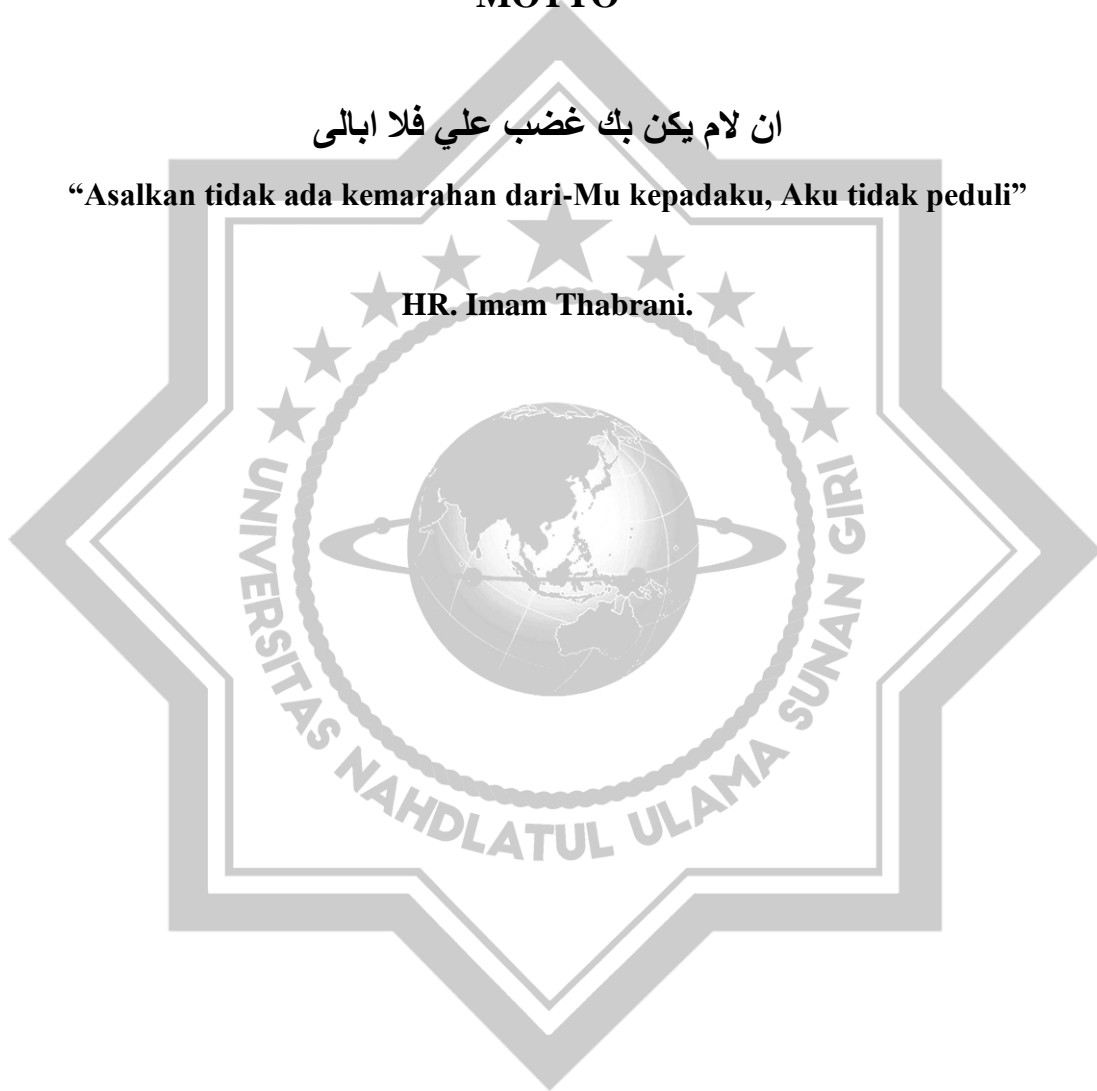 MOTTO
ان لام يكن بك غضب علي فلا ابالى
“Asalkan tidak ada kemarahan dari-Mu kepadaku, Aku tidak peduli”
HR. Imam Thabrani.
UNIVERSITAS NAHDLATUL ULAMA SUNAN GIRI